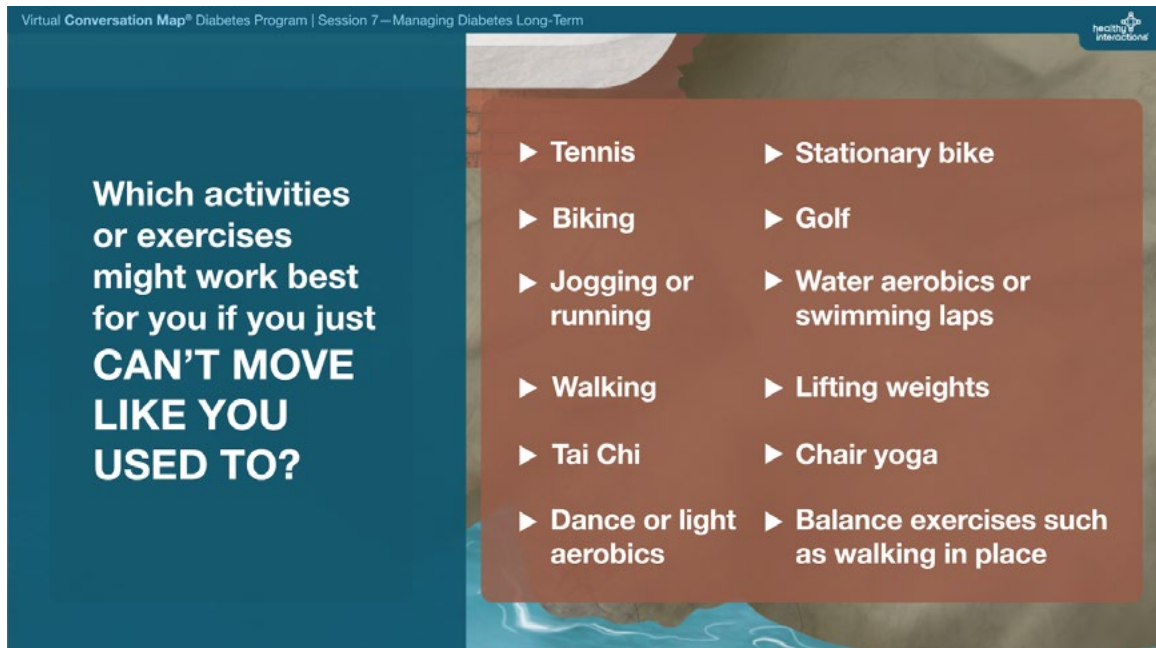 Virtual Conversation Map® Diabetes Program | Session 7—Managing Diabetes Long-Term
healthy
interactions
Which activities
or exercises
might work best
for you if you just
CAN'T MOVE
LIKE YOU
USED TO?
▶ Tennis
▶ Biking
▶ Jogging or
running
▶ Walking
▶ Tai Chi
▶ Dance or light
aerobics
▶ Stationary bike
▶ Golf
▶ Water aerobics or
swimming laps
▶ Lifting weights
▶ Chair yoga
▶ Balance exercises such
as walking in place